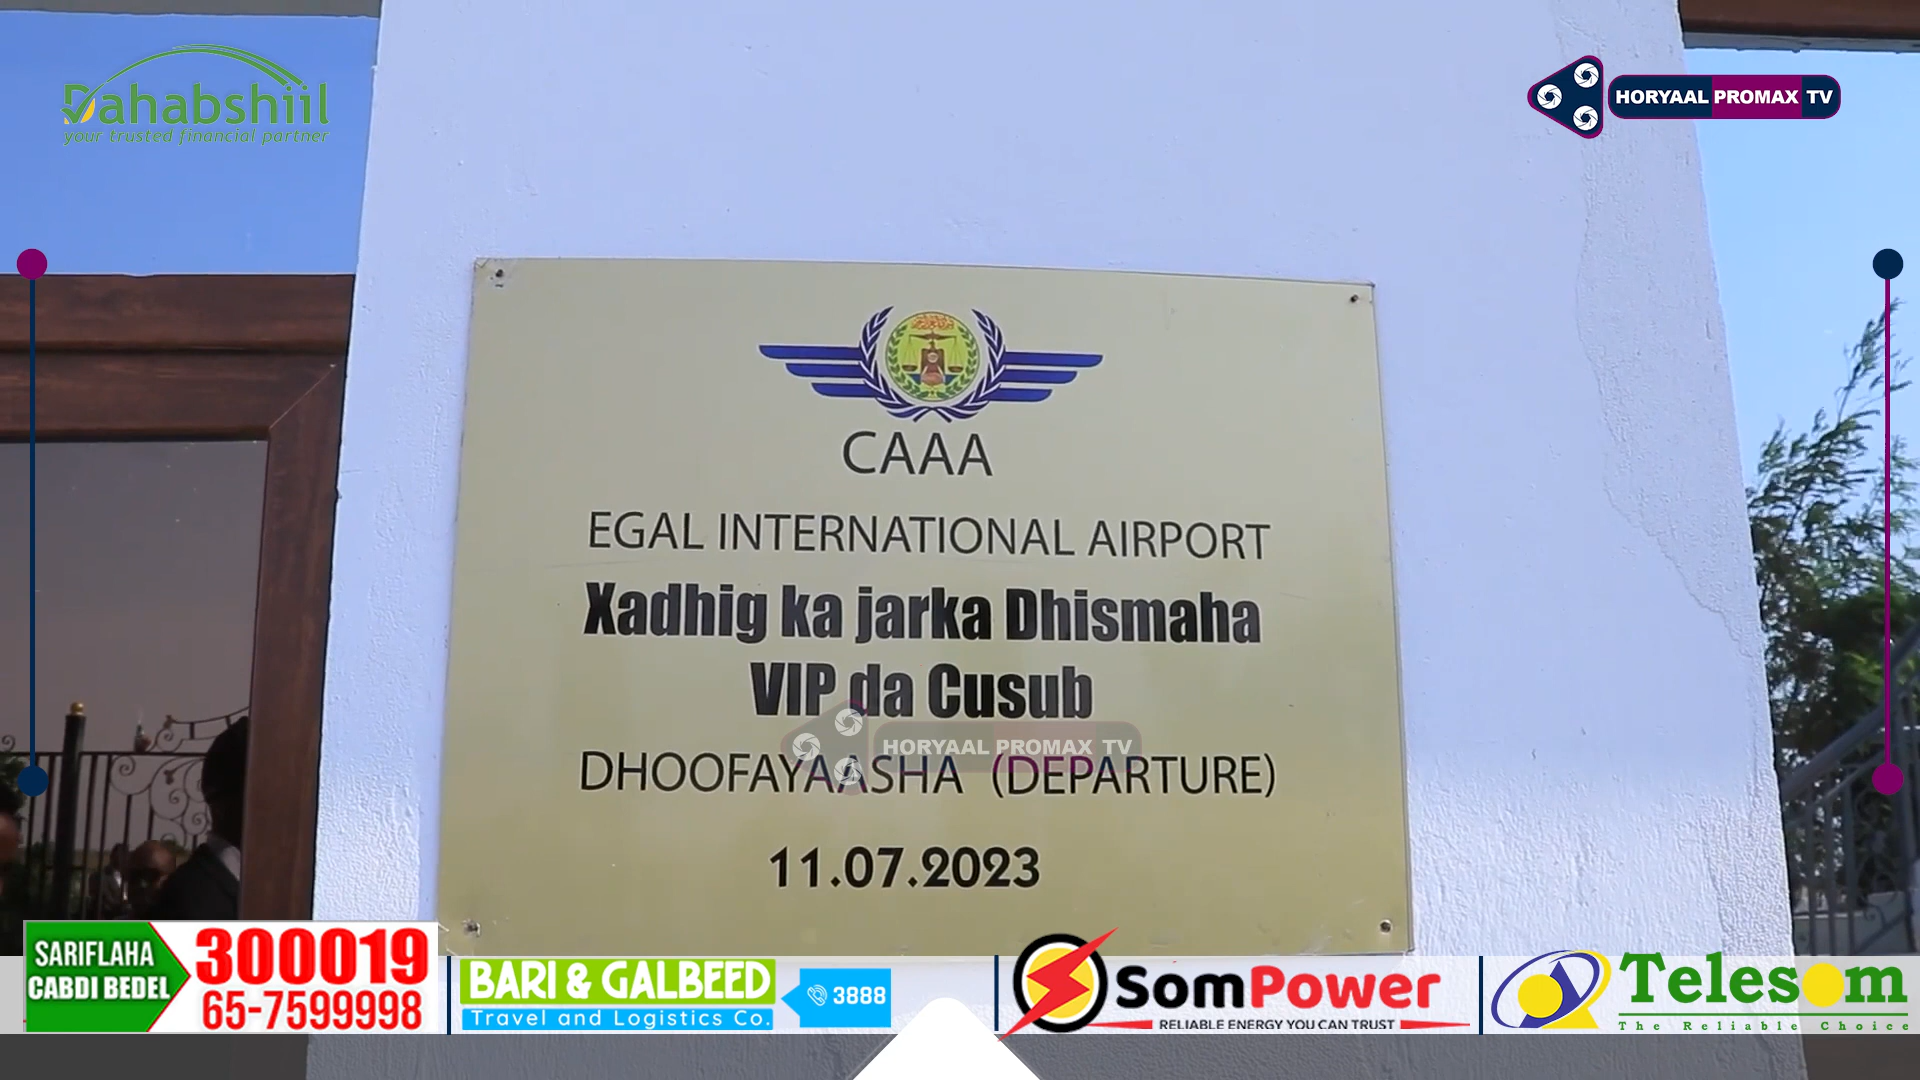 Dahabshiil
your trusted financial partner
HORYAAL PROMAX TV
CAAA
EGAL INTERNATIONAL AIRPORT
Xadhig ka jarka Dhismaha
VIP da Cusub
HORYAAL PROMAX TV
DHOOFAYAASHA (DEPARTURE)
11.07.2023
SARIFLAHA
CABDI BEDEL
300019
65-7599998
BARI & GALBEED
Travel and Logistics Co.
3888
SomPower
RELIABLE ENERGY YOU CAN TRUST
Telesom
The Reliable Choice